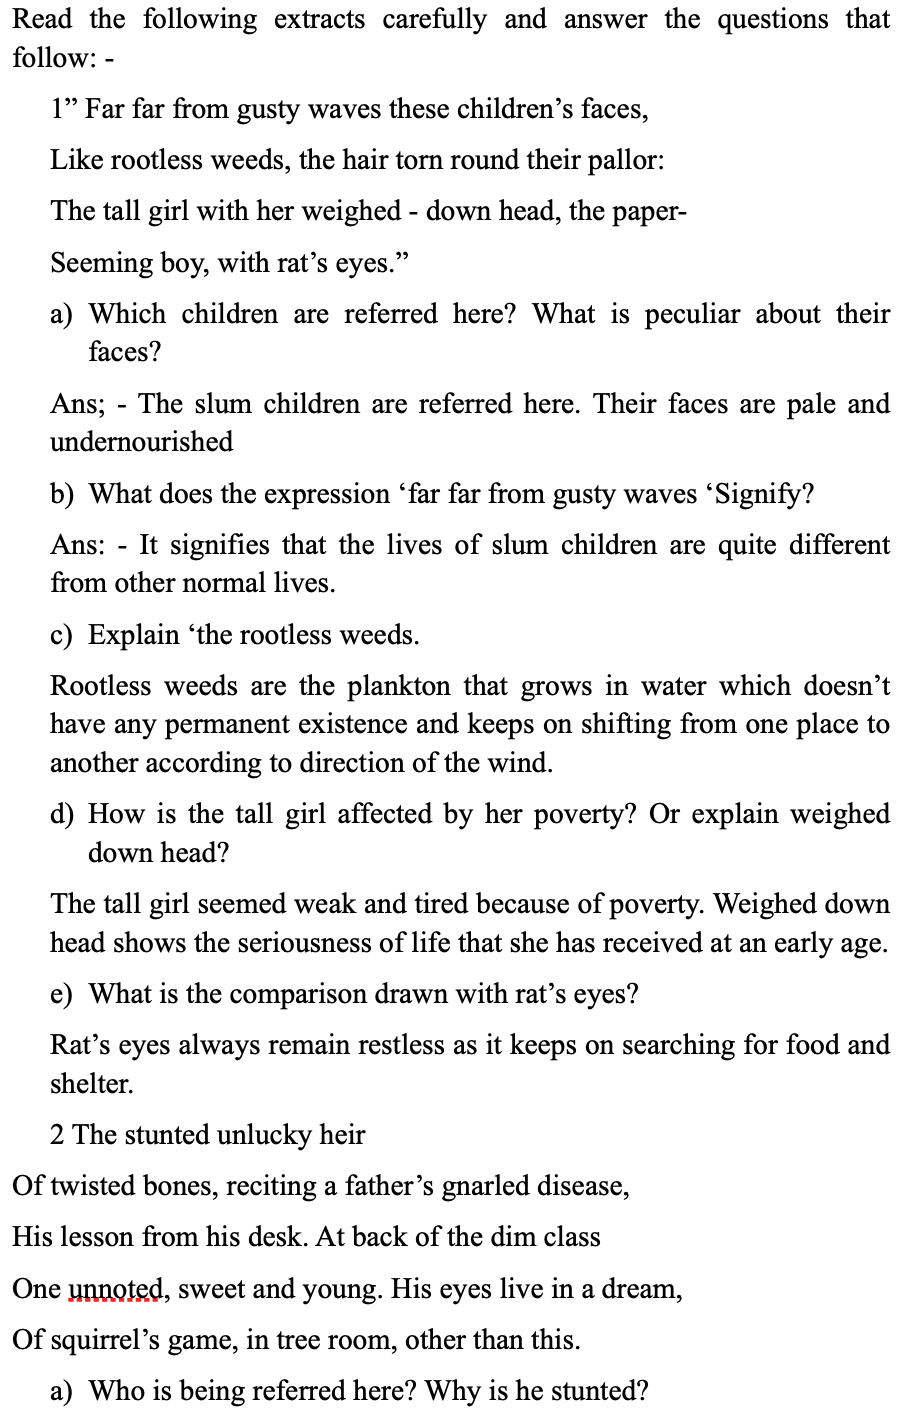 Read the following extracts carefully and answer the questions that
follow: -
1” Far far from gusty waves these children’s faces,
Like rootless weeds, the hair torn round their pallor:
The tall girl with her weighed - down head, the paper-
Seeming boy, with rat’s eyes.”
a) Which children are referred here? What is peculiar about their
faces?
Ans; - The slum children are referred here. Their faces are pale and
undernourished
b) What does the expression ‘far far from gusty waves ‘Signify?
Ans: - It signifies that the lives of slum children are quite different
from other normal lives.
c) Explain ‘the rootless weeds.
Rootless weeds are the plankton that grows in water which doesn’t
have any permanent existence and keeps on shifting from one place to
another according to direction of the wind.
d) How is the tall girl affected by her poverty? Or explain weighed
down head?
The tall girl seemed weak and tired because of poverty. Weighed down
head shows the seriousness of life that she has received at an early age.
e) What is the comparison drawn with rat’s eyes?
Rat’s eyes always remain restless as it keeps on searching for food and
shelter.
2 The stunted unlucky heir
Of twisted bones, reciting a father’s gnarled disease,
His lesson from his desk. At back of the dim class
One unnoted, sweet and young. His eyes live in a dream,
Of squirrel’s game, in tree room, other than this.
a) Who is being referred here? Why is he stunted?